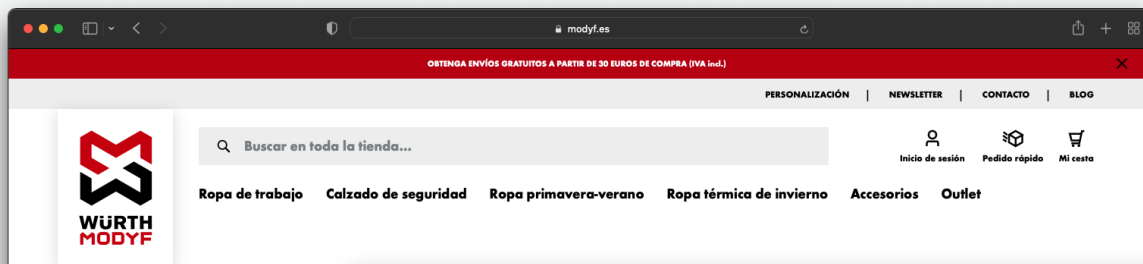 modyf.es
OBTENGA ENVÍOS GRATUITOS A PARTIR DE 30 EUROS DE COMPRA (IVA incl.)
PERSONALIZACIÓN | NEWSLETTER | CONTACTO | BLOG
Buscar en toda la tienda...
Inicio de sesión Pedido rápido Mi cesta
Ropa de trabajo Calzado de seguridad Ropa primavera-verano Ropa térmica de invierno Accesorios Outlet
WÜRTH
MODYF